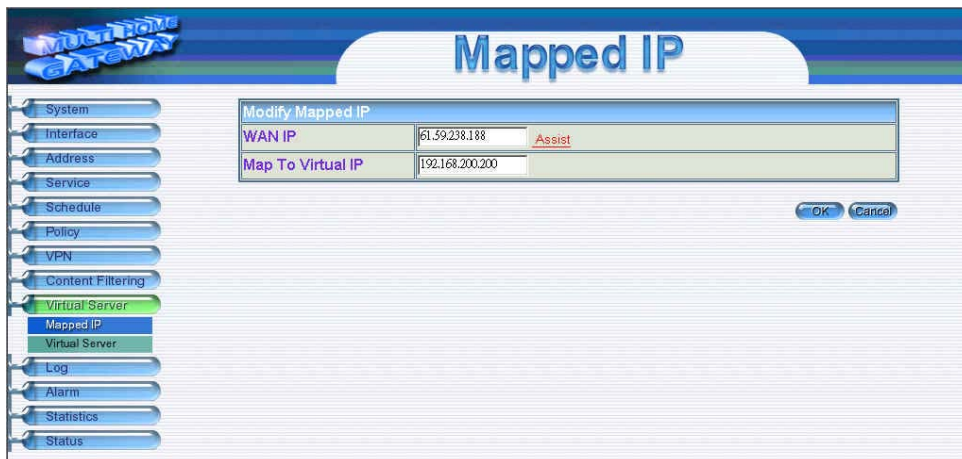 MULTI HOME
GATEWAY
Mapped IP
System
Interface
Address
Service
Schedule
Policy
VPN
Content Filtering
Virtual Server
Mapped IP
Virtual Server
Log
Alarm
Statistics
Status
Modify Mapped IP
WAN IP 61.59.238.188 Assist
Map To Virtual IP 192.168.200.200
OK Cancel